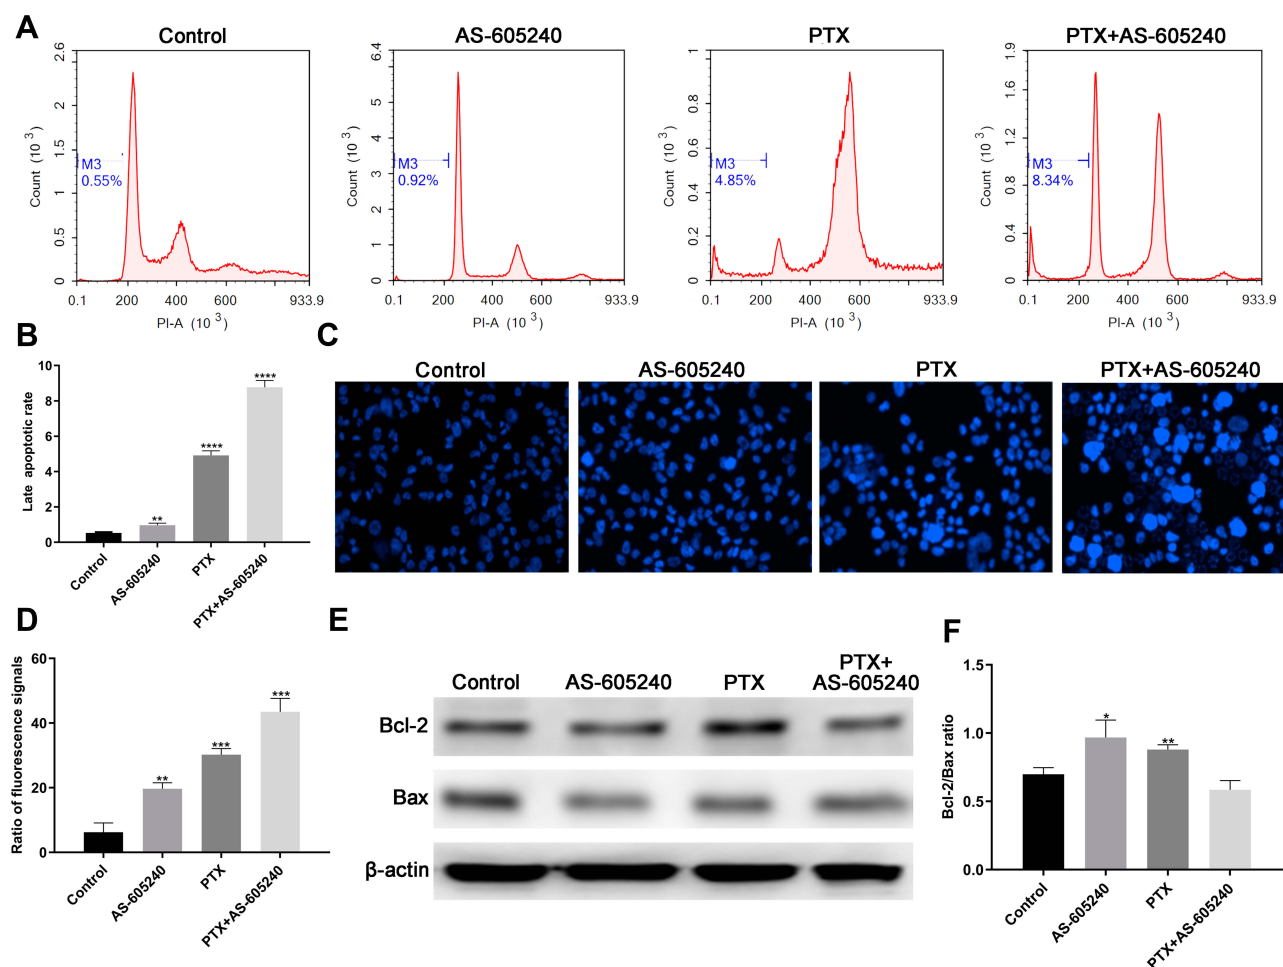 A
Control
AS-605240
PTX
PTX+AS-605240
2.6
2
1.5
1
0.5
0
Count (10 3)
M3
0.55%
0.1 200 400 600 933.9
PI-A (10 3)
6.4
5
4
3
2
1
0
Count (10 3)
M3
0.92%
0.1 200 400 600 933.9
PI-A (10 3)
1
0.8
0.6
0.4
0.2
0
Count (10 3)
M3
4.85%
0.1 200 400 600 933.9
PI-A (10 3)
1.9
1.6
1.2
0.8
0.4
0
Count (10 3)
M3
8.34%
0.1 200 400 600 933.9
PI-A (10 3)
B
Late apoptotic rate
10
8
6
4
2
0
**
****
****
Control
AS-605240
PTX
PTX+AS-605240
C
Control
AS-605240
PTX
PTX+AS-605240
D
Ratio of fluorescence signals
60
40
20
0
**
***
***
Control
AS-605240
PTX
PTX+AS-605240
E
Control
AS-605240
PTX
PTX+
AS-605240
Bcl-2
Bax
β-actin
F
Bcl-2/Bax ratio
1.5
1.0
0.5
0.0
*
**
Control
AS-605240
PTX
PTX+AS-605240